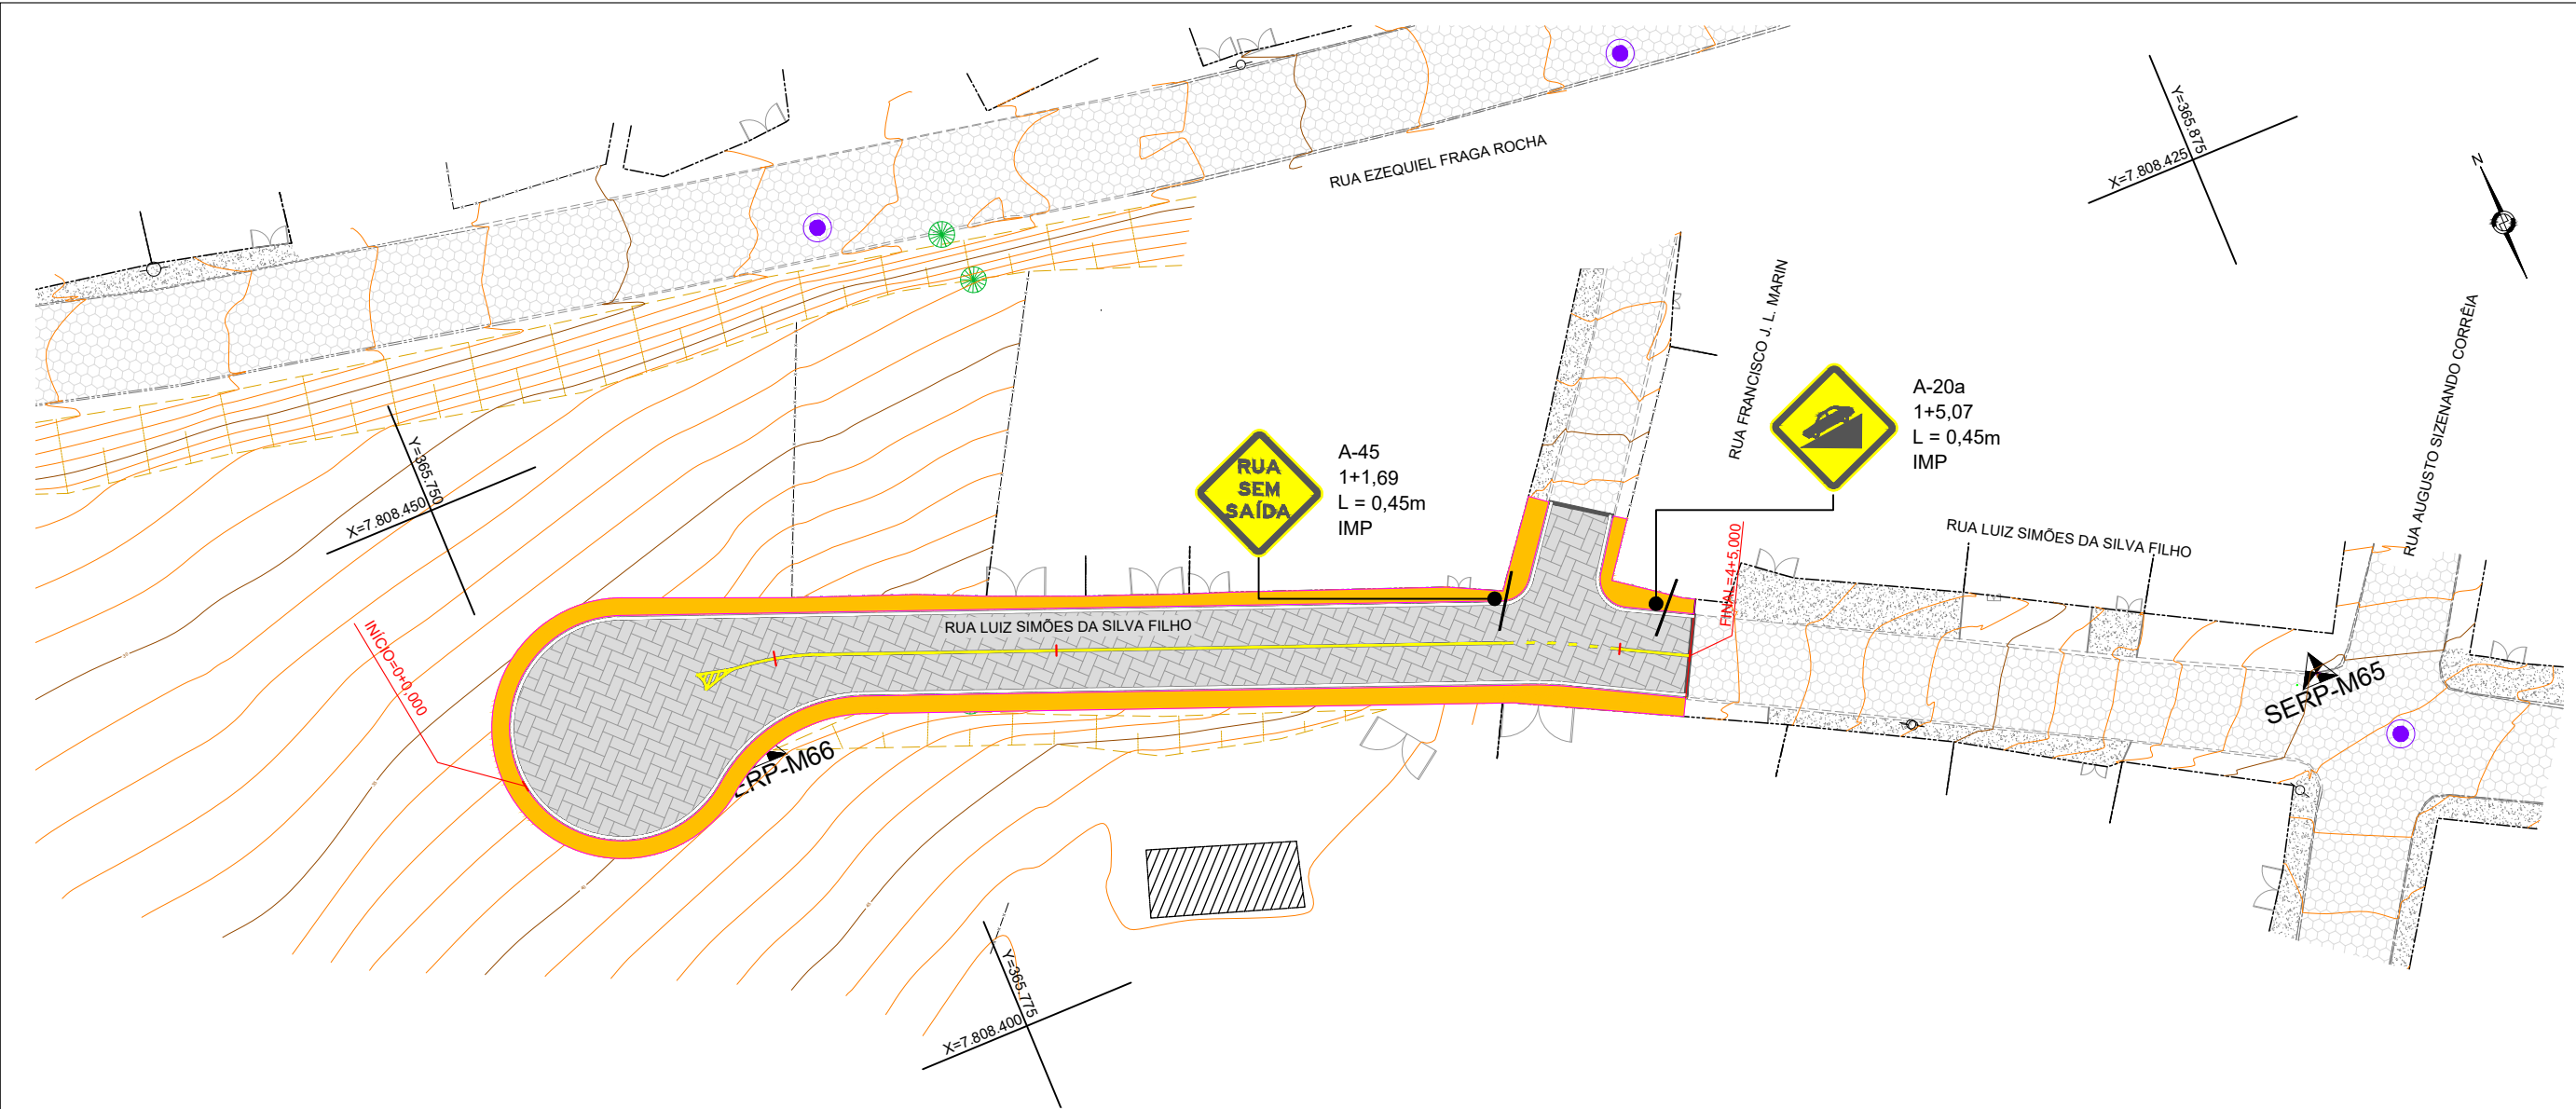 RUA EZEQUIEL FRAGA ROCHA
Y=365.875
X=7.808.425
N
RUA FRANCISCO J. L. MARIN
RUA AUGUSTO SIZENANDO CORRÊIA
A-20a
1+5,07
L = 0,45m
IMP
RUA
SEM
SAÍDA
A-45
1+1,69
L = 0,45m
IMP
Y=365.750
X=7.808.450
RUA LUIZ SIMÕES DA SILVA FILHO
FINAL=4+5,000
RUA LUIZ SIMÕES DA SILVA FILHO
INÍCIO=0+0,000
SERP-M65
ERP-M66
Y=365.775
X=7.808.400